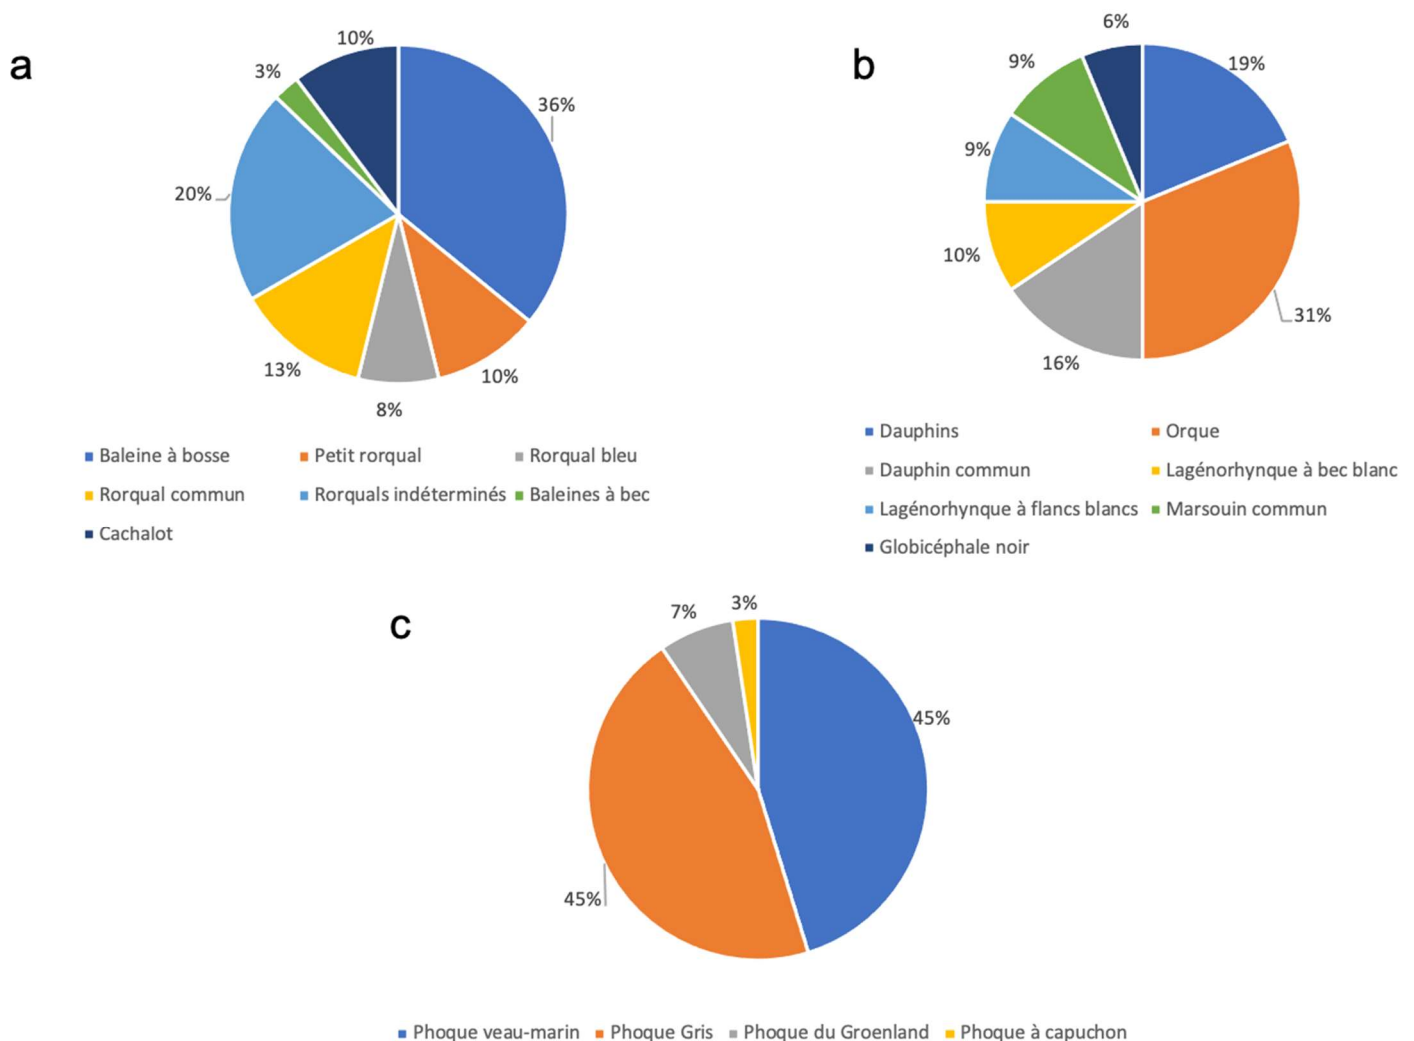 a
10%
3%
36%
20%
13%
10%
8%
Baleine à bosse Petit rorqual Rorqual bleu
Rorqual commun Rorquals indéterminés Baleines à bec
Cachalot
b
6%
9%
19%
9%
10%
31%
16%
Dauphins Orque
Dauphin commun Lagénorhynque à bec blanc
Lagénorhynque à flancs blancs Marsouin commun
Globicéphale noir
c
7%
3%
45%
45%
Phoque veau-marin Phoque Gris Phoque du Groenland Phoque à capuchon